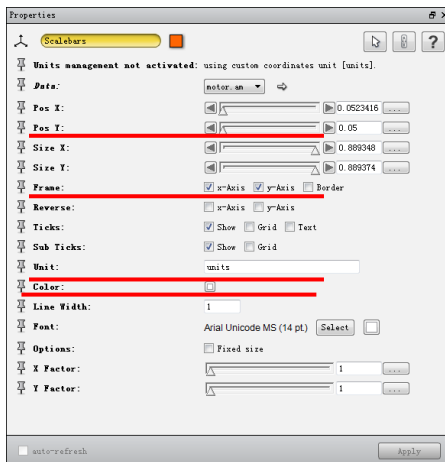 Properties
Scalebars
?
Units management not activated: using custom coordinates unit [units].
Data: motor.am
Pos X: 0.0523416 ...
Pos Y: 0.05 ...
Size X: 0.889348 ...
Size Y: 0.889374 ...
Frame: x-Axis y-Axis Border
Reverse: x-Axis y-Axis
Ticks: Show Grid Text
Sub Ticks: Show Grid
Unit: units
Color:
Line Width: 1
Font: Arial Unicode MS (14 pt.) Select
Options: Fixed size
X Factor: 1 ...
Y Factor: 1 ...
auto-refresh Apply